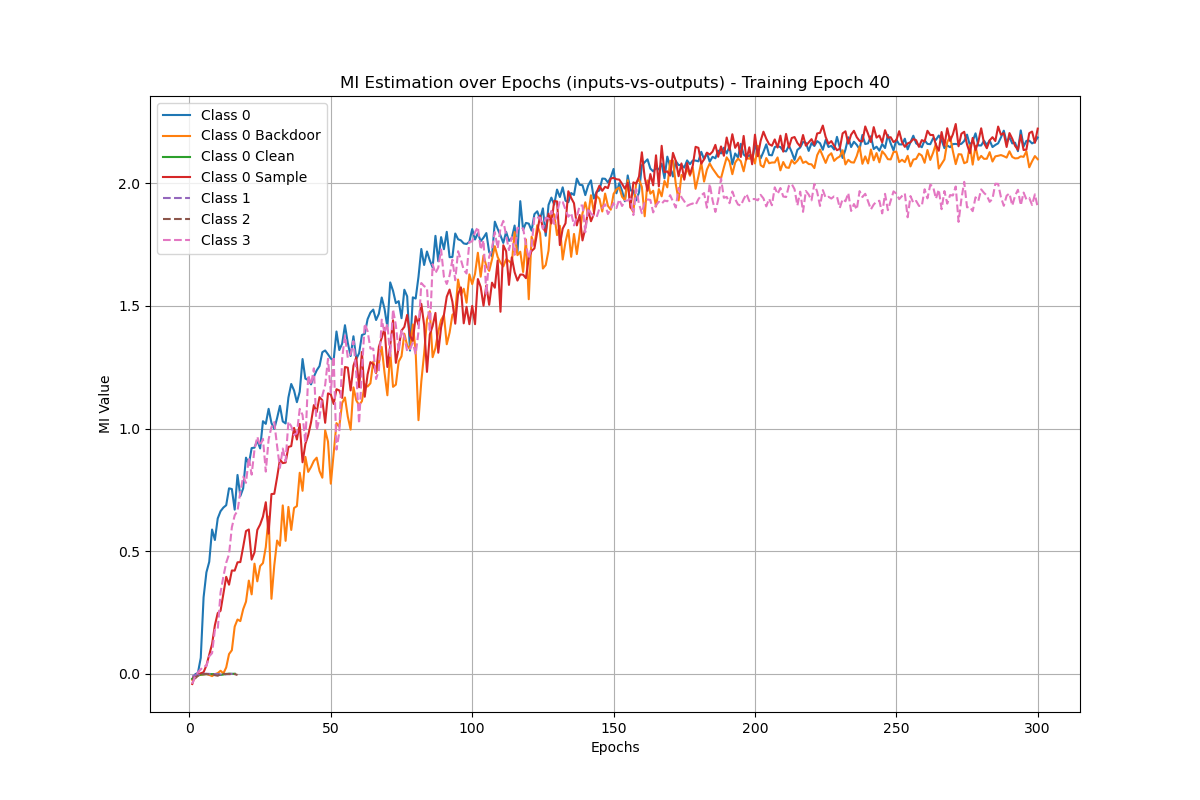 MI Estimation over Epochs (inputs-vs-outputs) - Training Epoch 40
Class 0
Class 0 Backdoor
Class 0 Clean
Class 0 Sample
Class 1
Class 2
Class 3
MI Value
2.0
1.5
1.0
0.5
0.0
0 50 100 150 200 250 300
Epochs